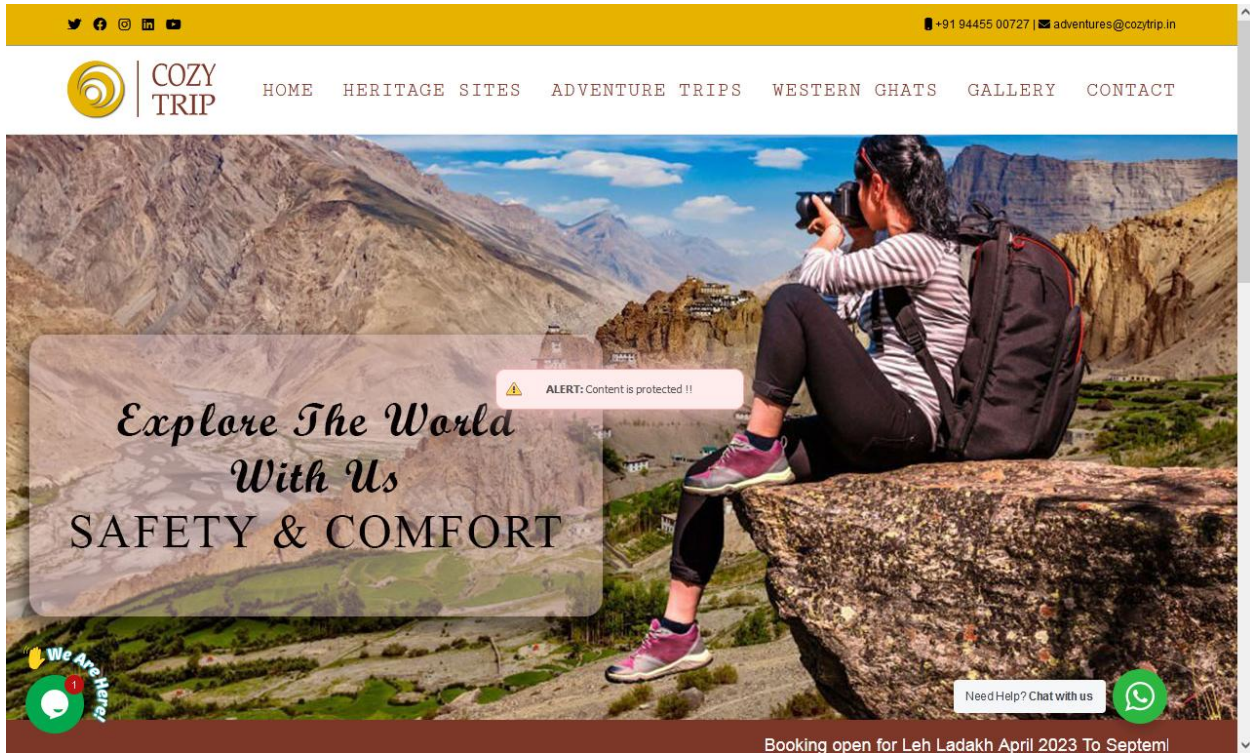 +91 94455 00727 | adventures@cozytrip.in
COZY
TRIP
HOME HERITAGE SITES ADVENTURE TRIPS WESTERN GHATS GALLERY CONTACT
ALERT: Content is protected !!
Explore The World
With Us
SAFETY & COMFORT
We Are Here!
1
Need Help? Chat with us
Booking open for Leh Ladakh April 2023 To Septem